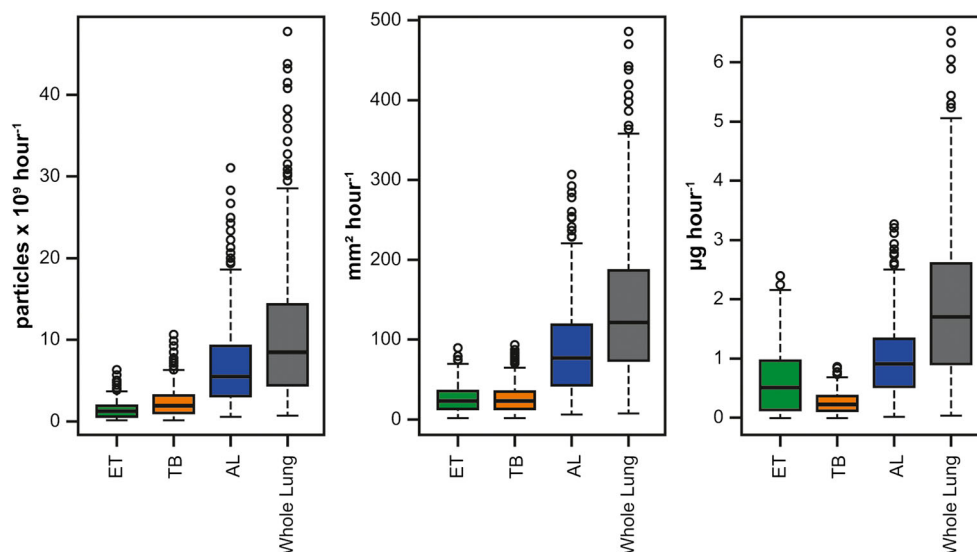 particles x 10⁹ hour⁻¹
40
30
20
10
0
ET
TB
AL
Whole Lung
mm² hour⁻¹
500
400
300
200
100
0
ET
TB
AL
Whole Lung
µg hour⁻¹
6
5
4
3
2
1
0
ET
TB
AL
Whole Lung